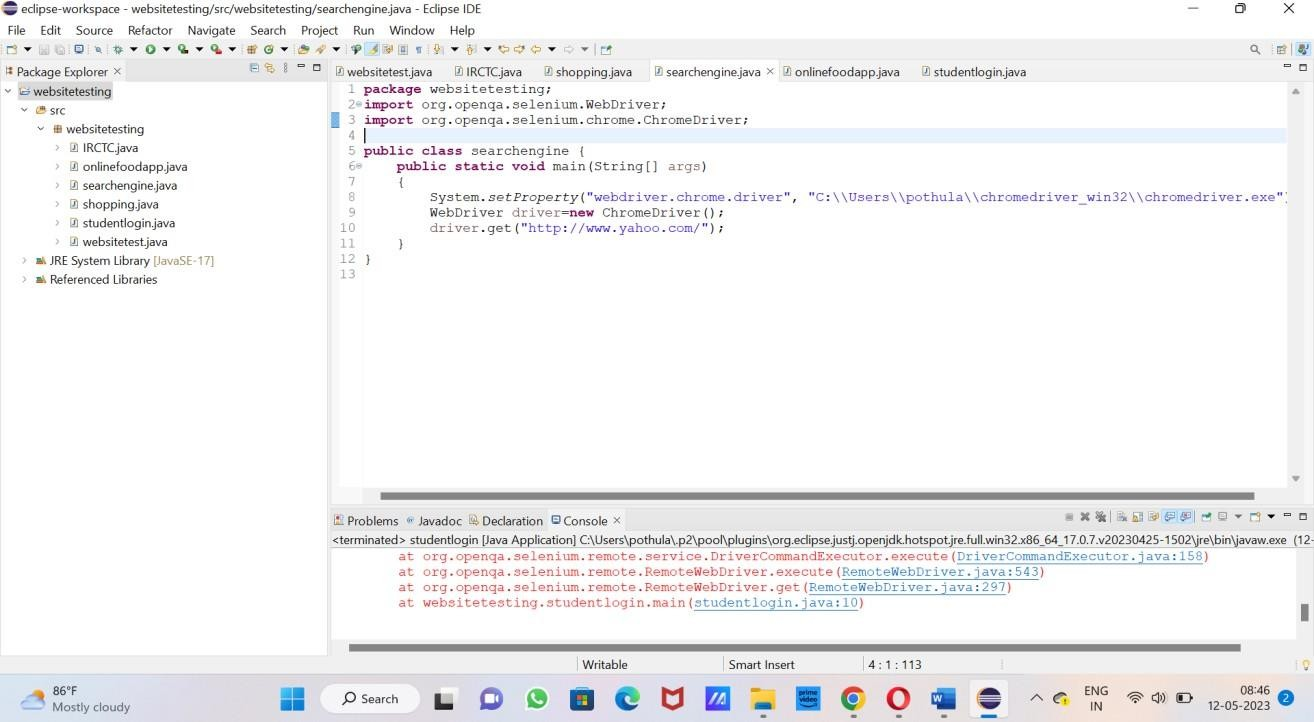 eclipse-workspace - websitetesting/src/websitetesting/searchengine.java - Eclipse IDE
File Edit Source Refactor Navigate Search Project Run Window Help
Package Explorer
websitetest.java IRCTC.java shopping.java searchengine.java onlinefoodapp.java studentlogin.java
websitetesting
src
websitetesting
IRCTC.java
onlinefoodapp.java
searchengine.java
shopping.java
studentlogin.java
websitetest.java
JRE System Library [JavaSE-17]
Referenced Libraries
1 package websitetesting;
2 import org.openqa.selenium.WebDriver;
3 import org.openqa.selenium.chrome.ChromeDriver;
4
5 public class searchengine {
6 public static void main(String[] args)
7 {
8 System.setProperty("webdriver.chrome.driver", "C:\\Users\\pothula\\chromedriver_win32\\chromedriver.exe")
9 WebDriver driver=new ChromeDriver();
10 driver.get("http://www.yahoo.com/");
11 }
12 }
13
Problems Javadoc Declaration Console
<terminated> studentlogin [Java Application] C:\Users\pothula\.p2\pool\plugins\org.eclipse.justj.openjdk.hotspot.jre.full.win32.x86_64_17.0.7.v20230425-1502\jre\bin\javaw.exe (12-
at org.openqa.selenium.remote.service.DriverCommandExecutor.execute(DriverCommandExecutor.java:158)
at org.openqa.selenium.remote.RemoteWebDriver.execute(RemoteWebDriver.java:543)
at org.openqa.selenium.remote.RemoteWebDriver.get(RemoteWebDriver.java:297)
at websitetesting.studentlogin.main(studentlogin.java:10)
Writable Smart Insert 4 : 1 : 113
86°F
Mostly cloudy
Search
prime video
ENG
IN
08:46
12-05-2023
2